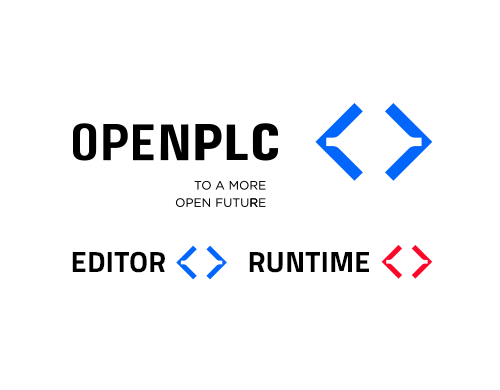 OPENPLC
TO A MORE
OPEN FUTURE
EDITOR
RUNTIME